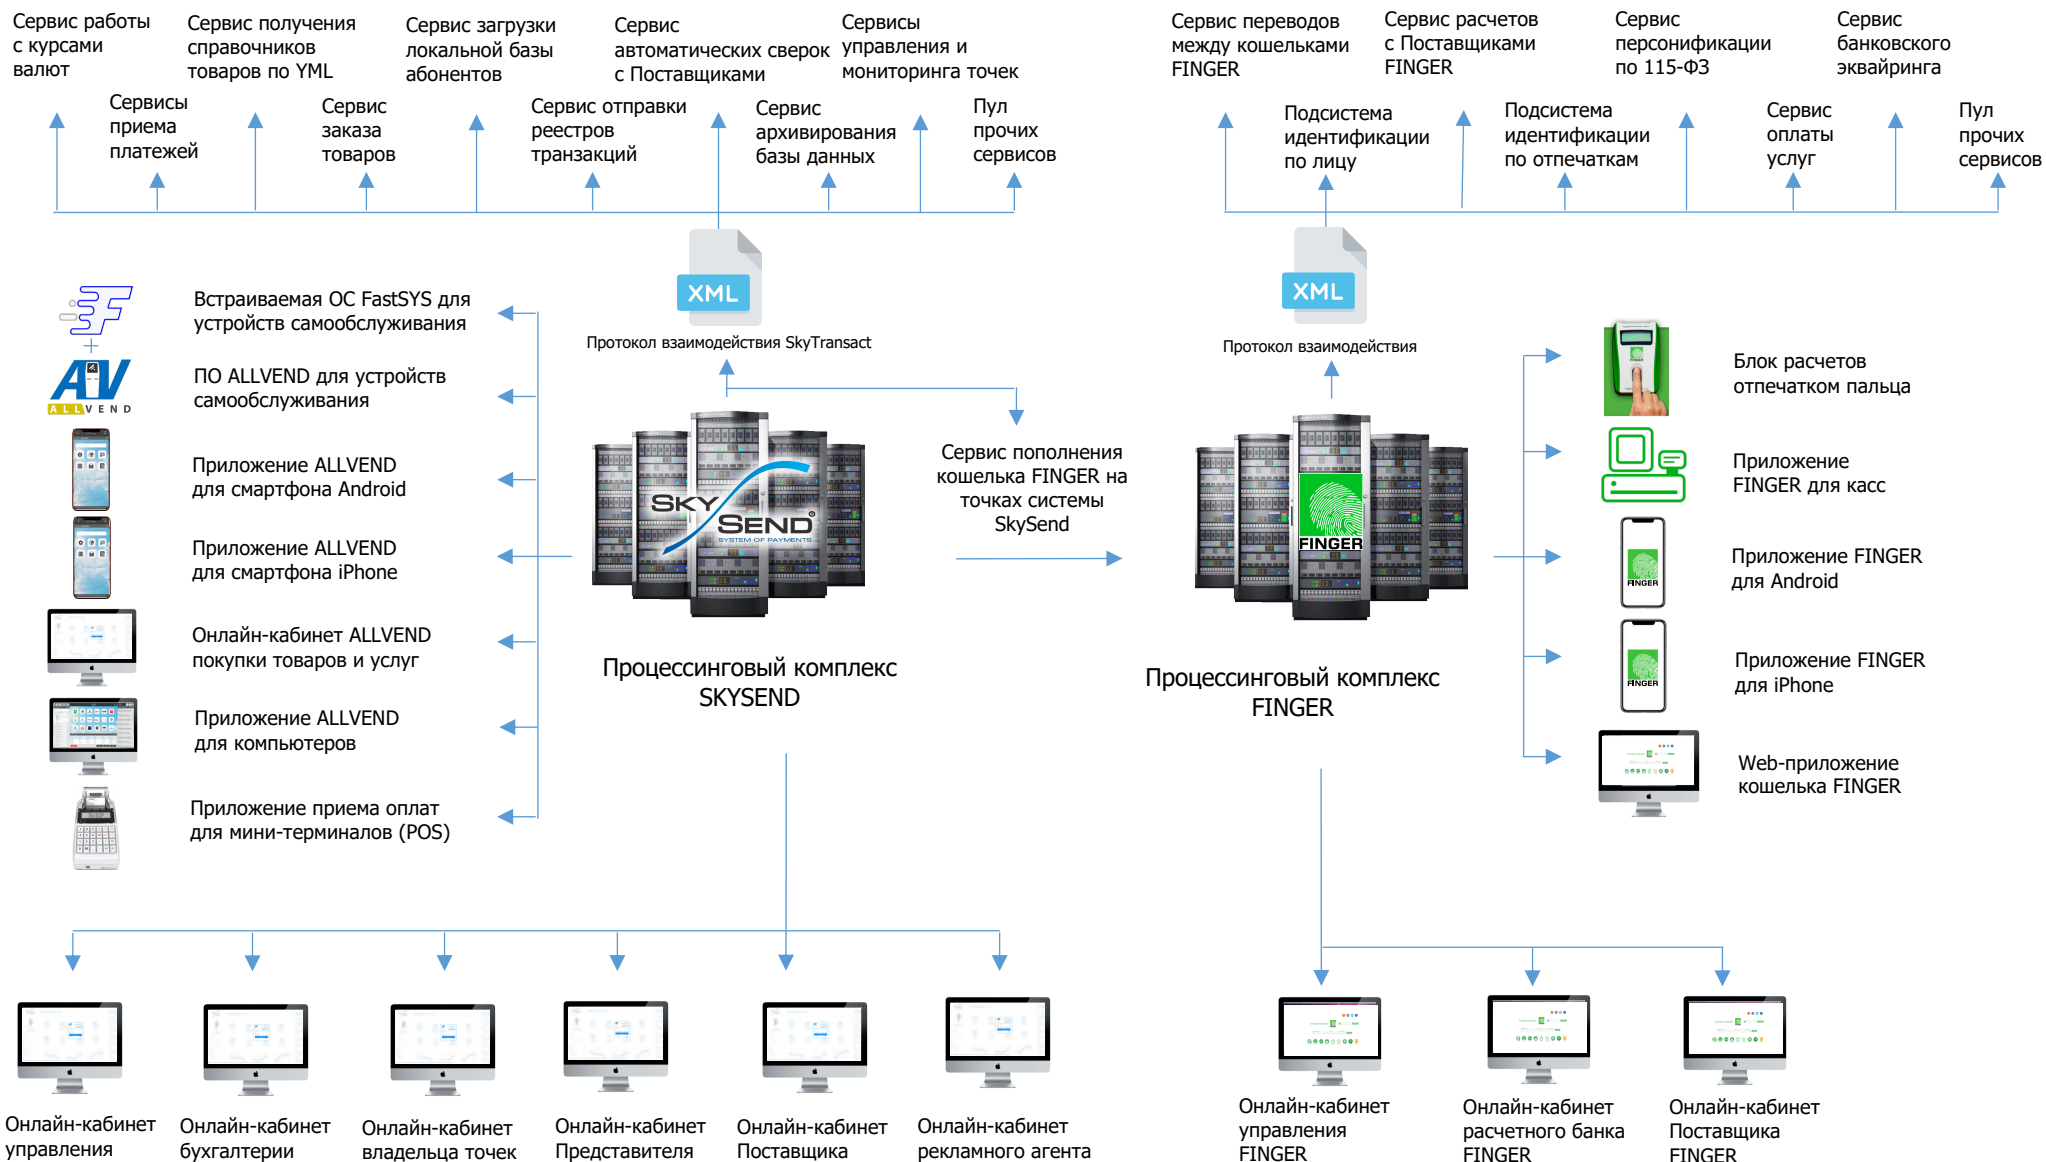 Сервис работы
с курсами
валют
Сервис получения
справочников
товаров по YML
Сервис загрузки
локальной базы
абонентов
Сервис
автоматических сверок
с Поставщиками
Сервисы
управления и
мониторинга точек
Сервисы
приема
платежей
Сервис
заказа
товаров
Сервис отправки
реестров
транзакций
Сервис
архивирования
базы данных
Пул
прочих
сервисов
Сервис переводов
между кошельками
FINGER
Сервис расчетов
с Поставщиками
FINGER
Сервис
персонификации
по 115-ФЗ
Сервис
банковского
эквайринга
Подсистема
идентификации
по лицу
Подсистема
идентификации
по отпечаткам
Сервис
оплаты
услуг
Пул
прочих
сервисов
XML
Протокол взаимодействия SkyTransact
XML
Протокол взаимодействия
Встраиваемая ОС FastSYS для
устройств самообслуживания
ALLVEND
ПО ALLVEND для устройств
самообслуживания
Приложение ALLVEND
для смартфона Android
Приложение ALLVEND
для смартфона iPhone
Онлайн-кабинет ALLVEND
покупки товаров и услуг
Приложение ALLVEND
для компьютеров
Приложение приема оплат
для мини-терминалов (POS)
SKY
SEND
SYSTEM OF PAYMENTS
Процессинговый комплекс
SKYSEND
Сервис пополнения
кошелька FINGER на
точках системы
SkySend
FINGER
Процессинговый комплекс
FINGER
FINGER
Блок расчетов
отпечатком пальца
Приложение
FINGER для касс
FINGER
Приложение FINGER
для Android
FINGER
Приложение FINGER
для iPhone
Web-приложение
кошелька FINGER
Онлайн-кабинет
управления
Онлайн-кабинет
бухгалтерии
Онлайн-кабинет
владельца точек
Онлайн-кабинет
Представителя
Онлайн-кабинет
Поставщика
Онлайн-кабинет
рекламного агента
Онлайн-кабинет
управления
FINGER
Онлайн-кабинет
расчетного банка
FINGER
Онлайн-кабинет
Поставщика
FINGER